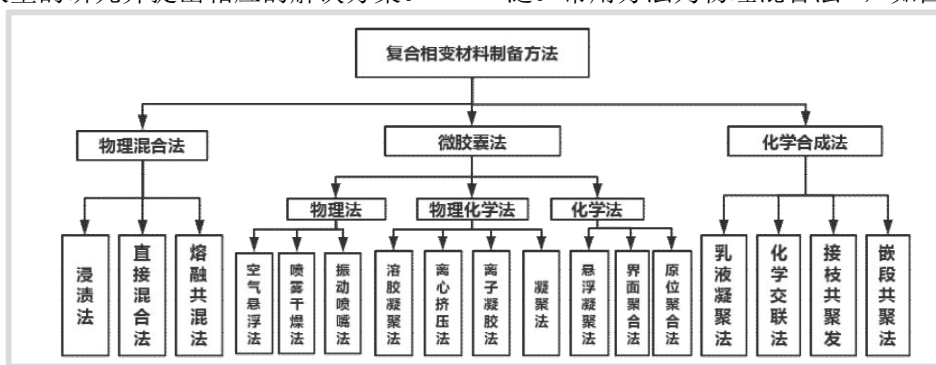 复合相变材料制备方法
物理混合法
微胶囊法
化学合成法
物理法
物理化学法
化学法
浸渍法
直接混合法
熔融共混法
空气悬浮法
喷雾干燥法
振动喷嘴法
溶胶凝聚法
离心挤压法
离子凝胶法
凝聚法
悬浮凝聚法
界面聚合法
原位聚合法
乳液凝聚法
化学交联法
接枝共聚发
嵌段共聚法